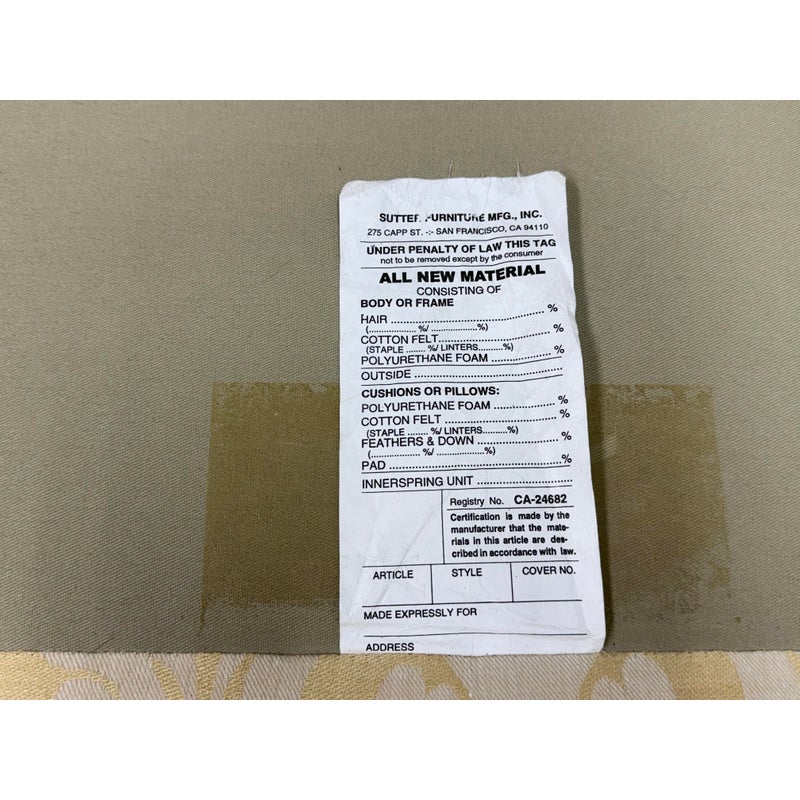 SUTTER FURNITURE MFG., INC.
275 CAPP ST. -:- SAN FRANCISCO, CA 94110
UNDER PENALTY OF LAW THIS TAG
not to be removed except by the consumer
ALL NEW MATERIAL
CONSISTING OF
BODY OR FRAME
HAIR ........................................ %
(................ %/ ................%)
COTTON FELT........................... %
(STAPLE ....... %/ LINTERS.........%)
POLYURETHANE FOAM .................. %
OUTSIDE ........................................
CUSHIONS OR PILLOWS:
POLYURETHANE FOAM .................. %
COTTON FELT ........................... %
(STAPLE ....... %/ LINTERS.........%)
FEATHERS & DOWN ..................... %
(................ %/ ................%)
PAD ........................................%
INNERSPRING UNIT ........................
Registry No. CA-24682
Certification is made by the
manufacturer that the mate-
rials in this article are des-
cribed in accordance with law.
ARTICLE STYLE COVER NO.
MADE EXPRESSLY FOR
ADDRESS